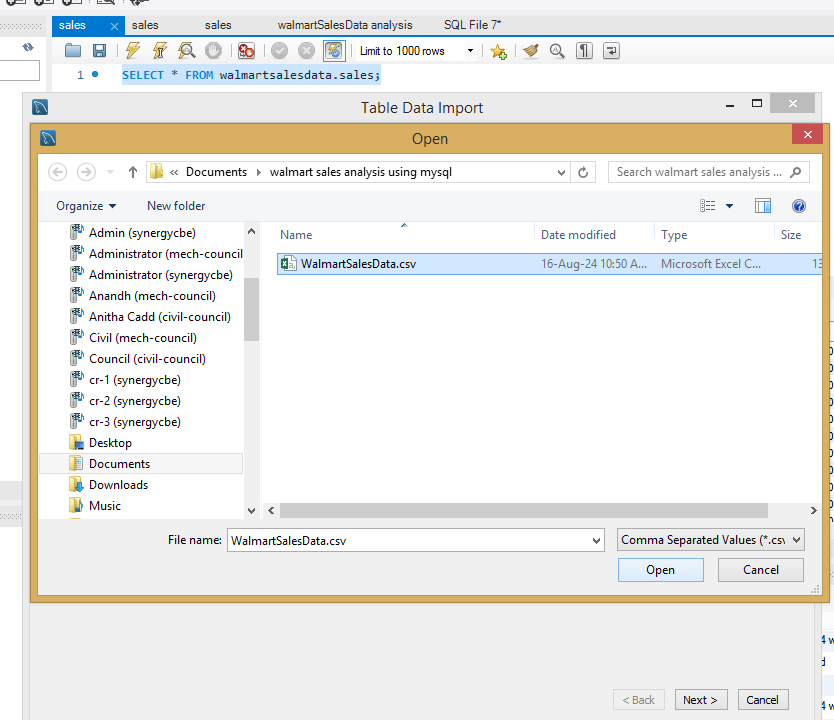 sales sales sales walmartSalesData analysis SQL File 7*
Limit to 1000 rows
1 SELECT * FROM walmartsalesdata.sales;
Table Data Import
Open
« Documents walmart sales analysis using mysql Search walmart sales analysis ...
Organize New folder
Name Date modified Type Size
Admin (synergycbe)
Administrator (mech-council
Administrator (synergycbe)
Anandh (mech-council)
Anitha Cadd (civil-council)
Civil (mech-council)
Council (civil-council)
cr-1 (synergycbe)
cr-2 (synergycbe)
cr-3 (synergycbe)
Desktop
Documents
Downloads
Music
WalmartSalesData.csv 16-Aug-24 10:50 A... Microsoft Excel C... 13
File name: WalmartSalesData.csv Comma Separated Values (*.csv
Open Cancel
< Back Next > Cancel